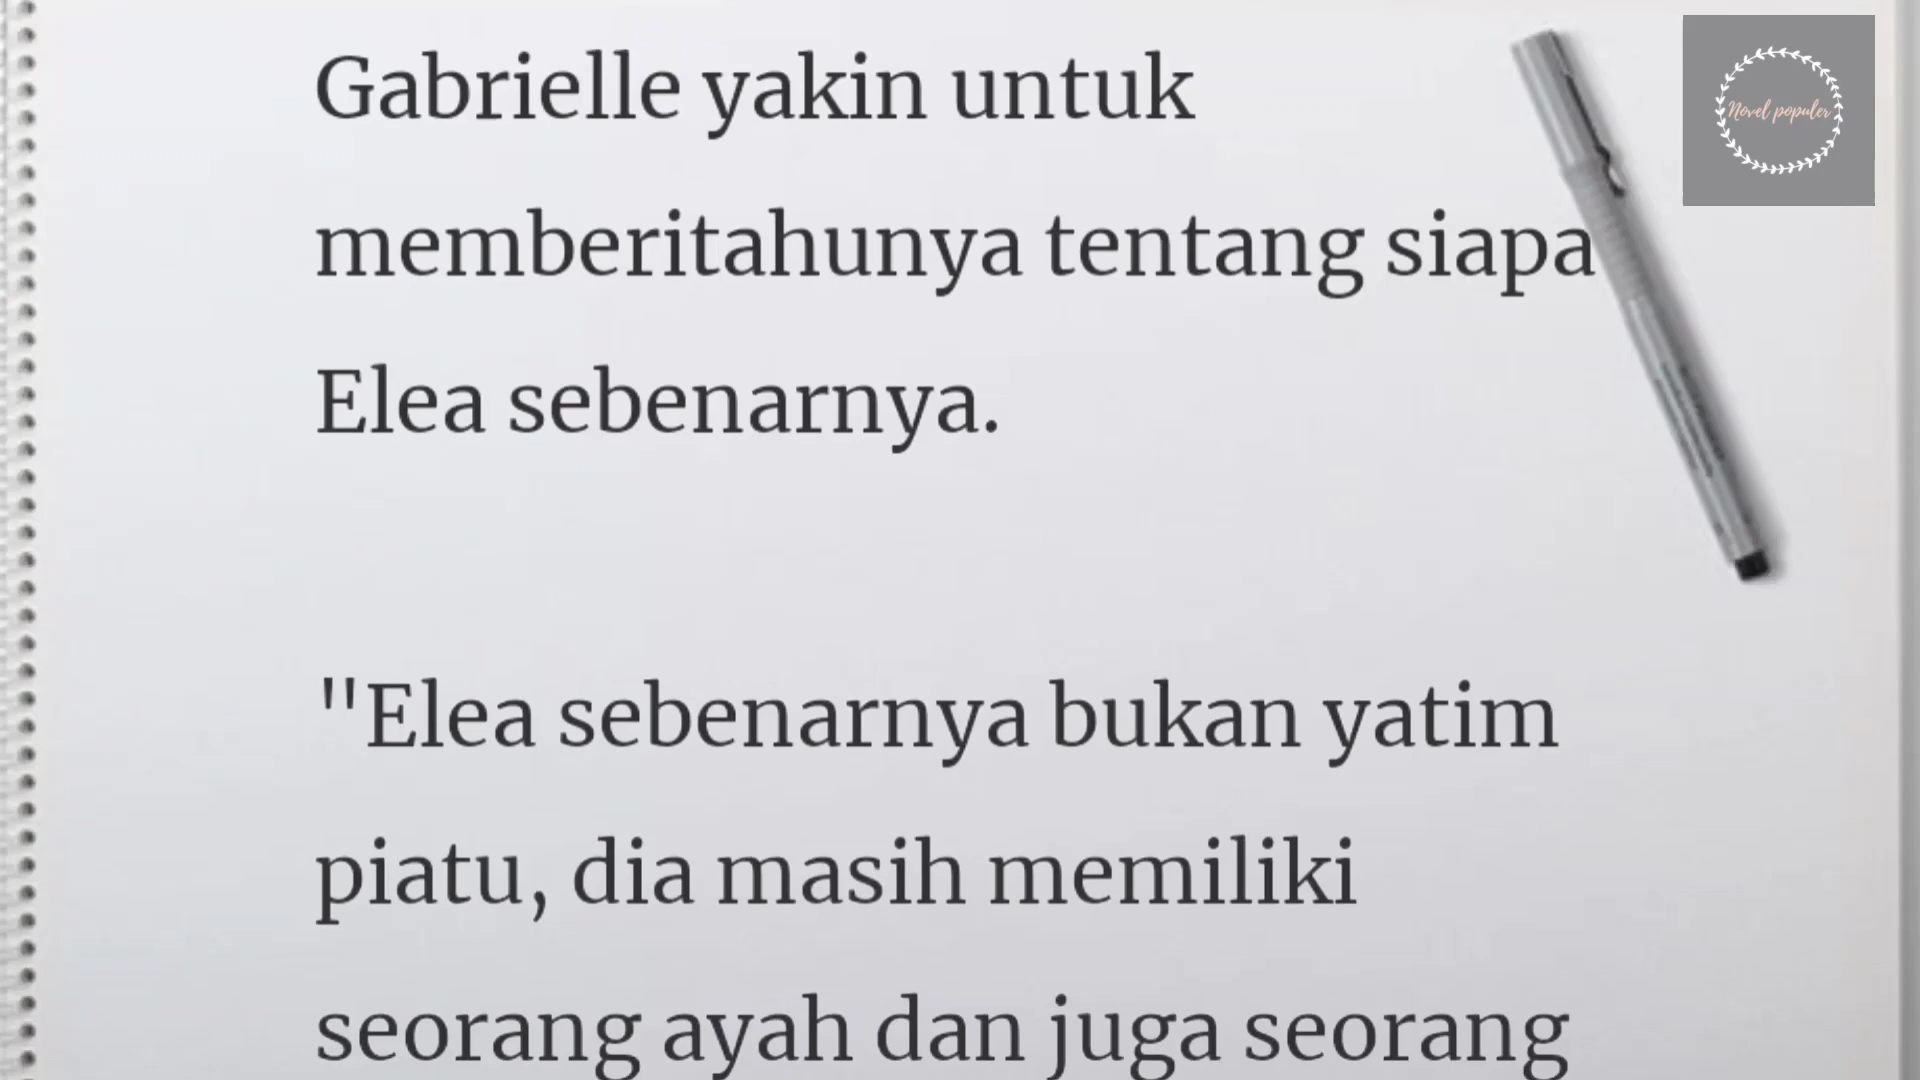 Gabrielle yakin untuk
Novel populer
memberitahunya tentang siapa
Elea sebenarnya.
"Elea sebenarnya bukan yatim
piatu, dia masih memiliki
seorang ayah dan juga seorang